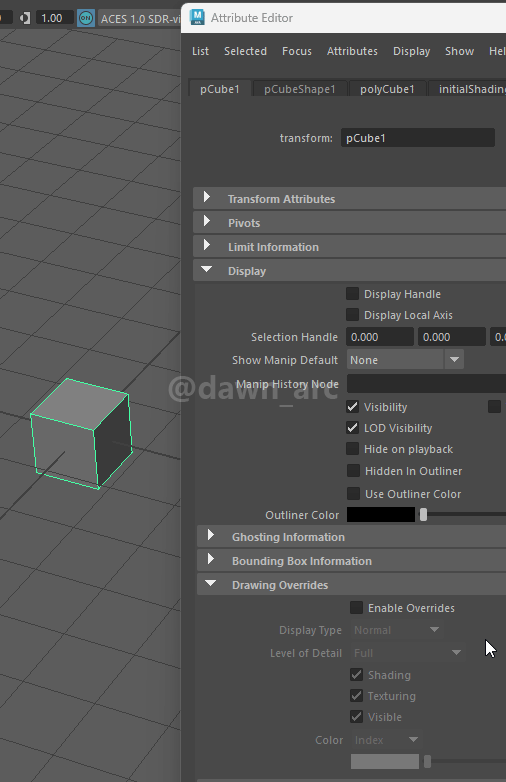 1.00 ON ACES 1.0 SDR-vi
M Attribute Editor
List Selected Focus Attributes Display Show Hel
pCube1 pCubeShape1 polyCube1 initialShading
transform: pCube1
Transform Attributes
Pivots
Limit Information
Display
Display Handle
Display Local Axis
Selection Handle 0.000 0.000 0.0
Show Manip Default None
Manip History Node
@dawn_arc
Visibility
LOD Visibility
Hide on playback
Hidden In Outliner
Use Outliner Color
Outliner Color
Ghosting Information
Bounding Box Information
Drawing Overrides
Enable Overrides
Display Type Normal
Level of Detail Full
Shading
Texturing
Visible
Color Index